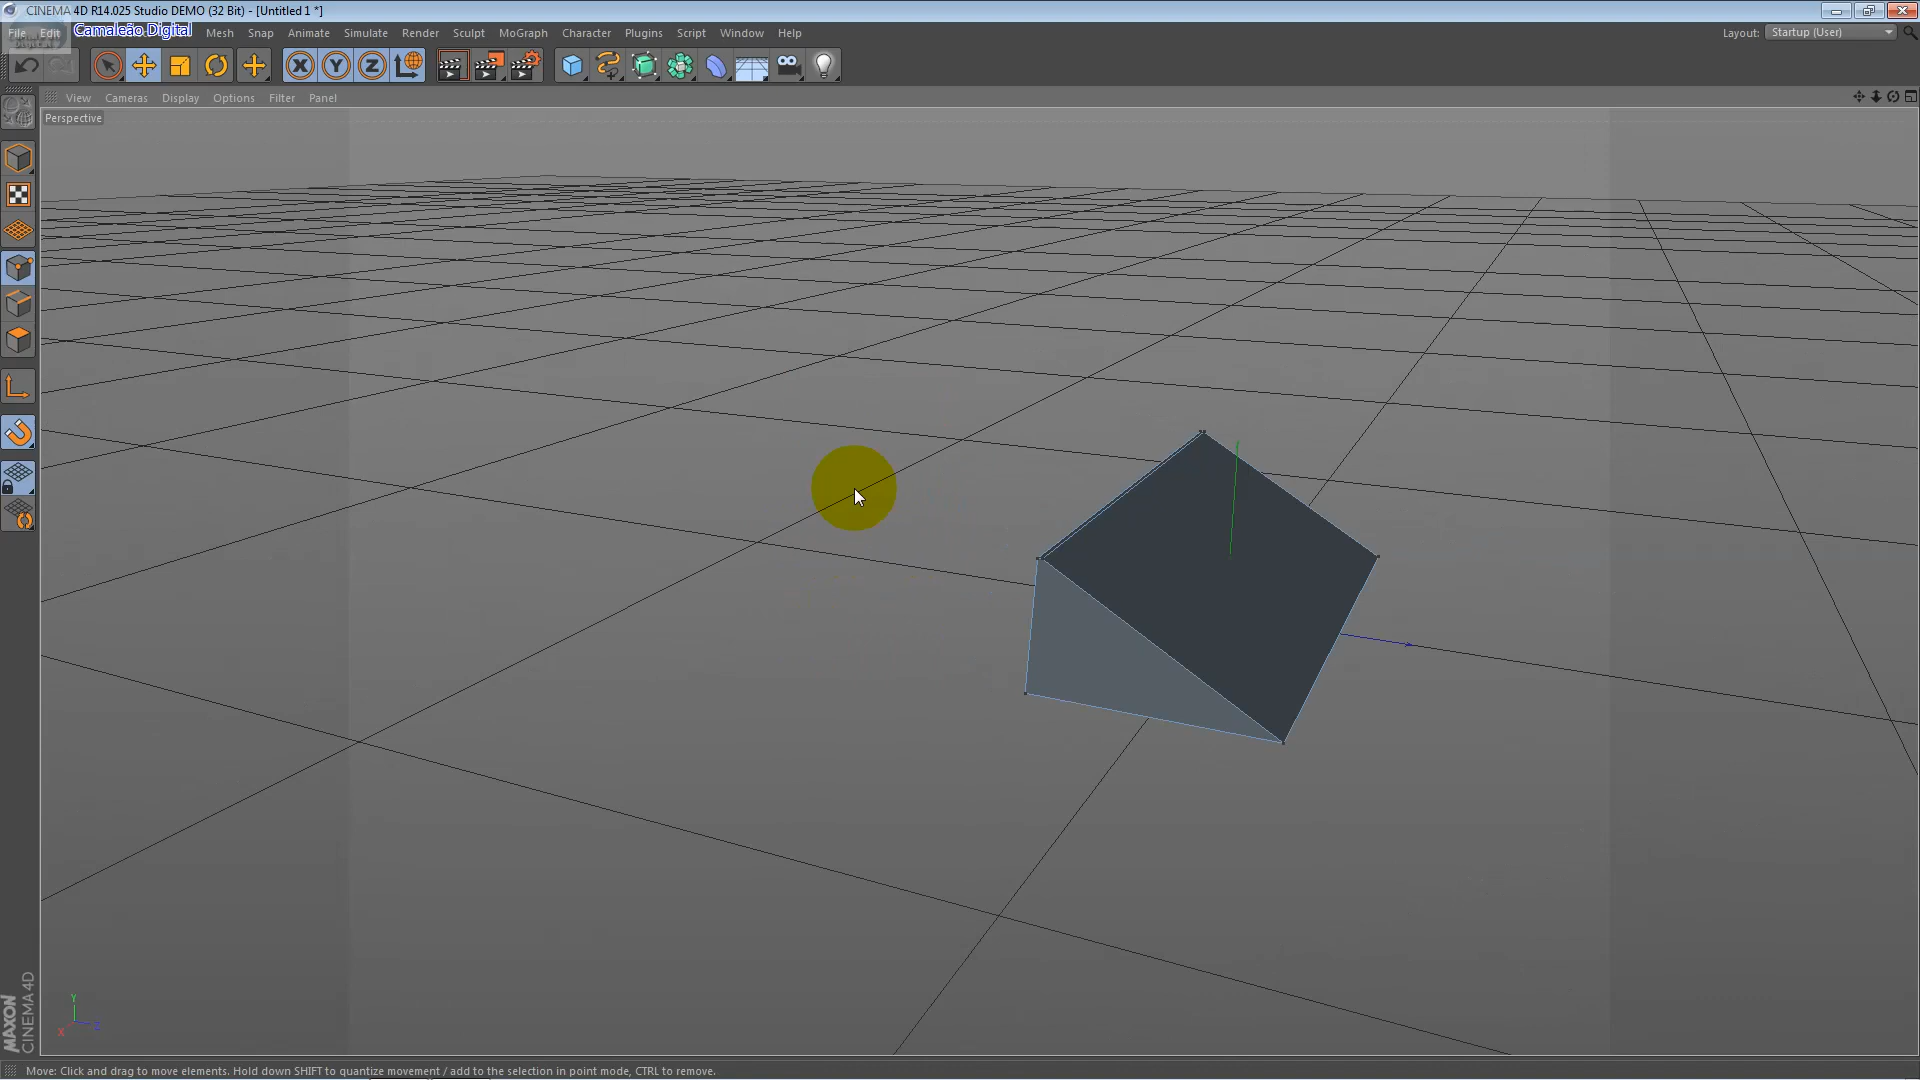 CINEMA 4D R14.025 Studio DEMO (32 Bit) - [Untitled 1 *]
File Edit Camaleão Digital Mesh Snap Animate Simulate Render Sculpt MoGraph Character Plugins Script Window Help Layout: Startup (User)
X Y Z
View Cameras Display Options Filter Panel
Perspective
Y
X
MAXON
CINEMA 4D
Move: Click and drag to move elements. Hold down SHIFT to quantize movement / add to the selection in point mode, CTRL to remove.